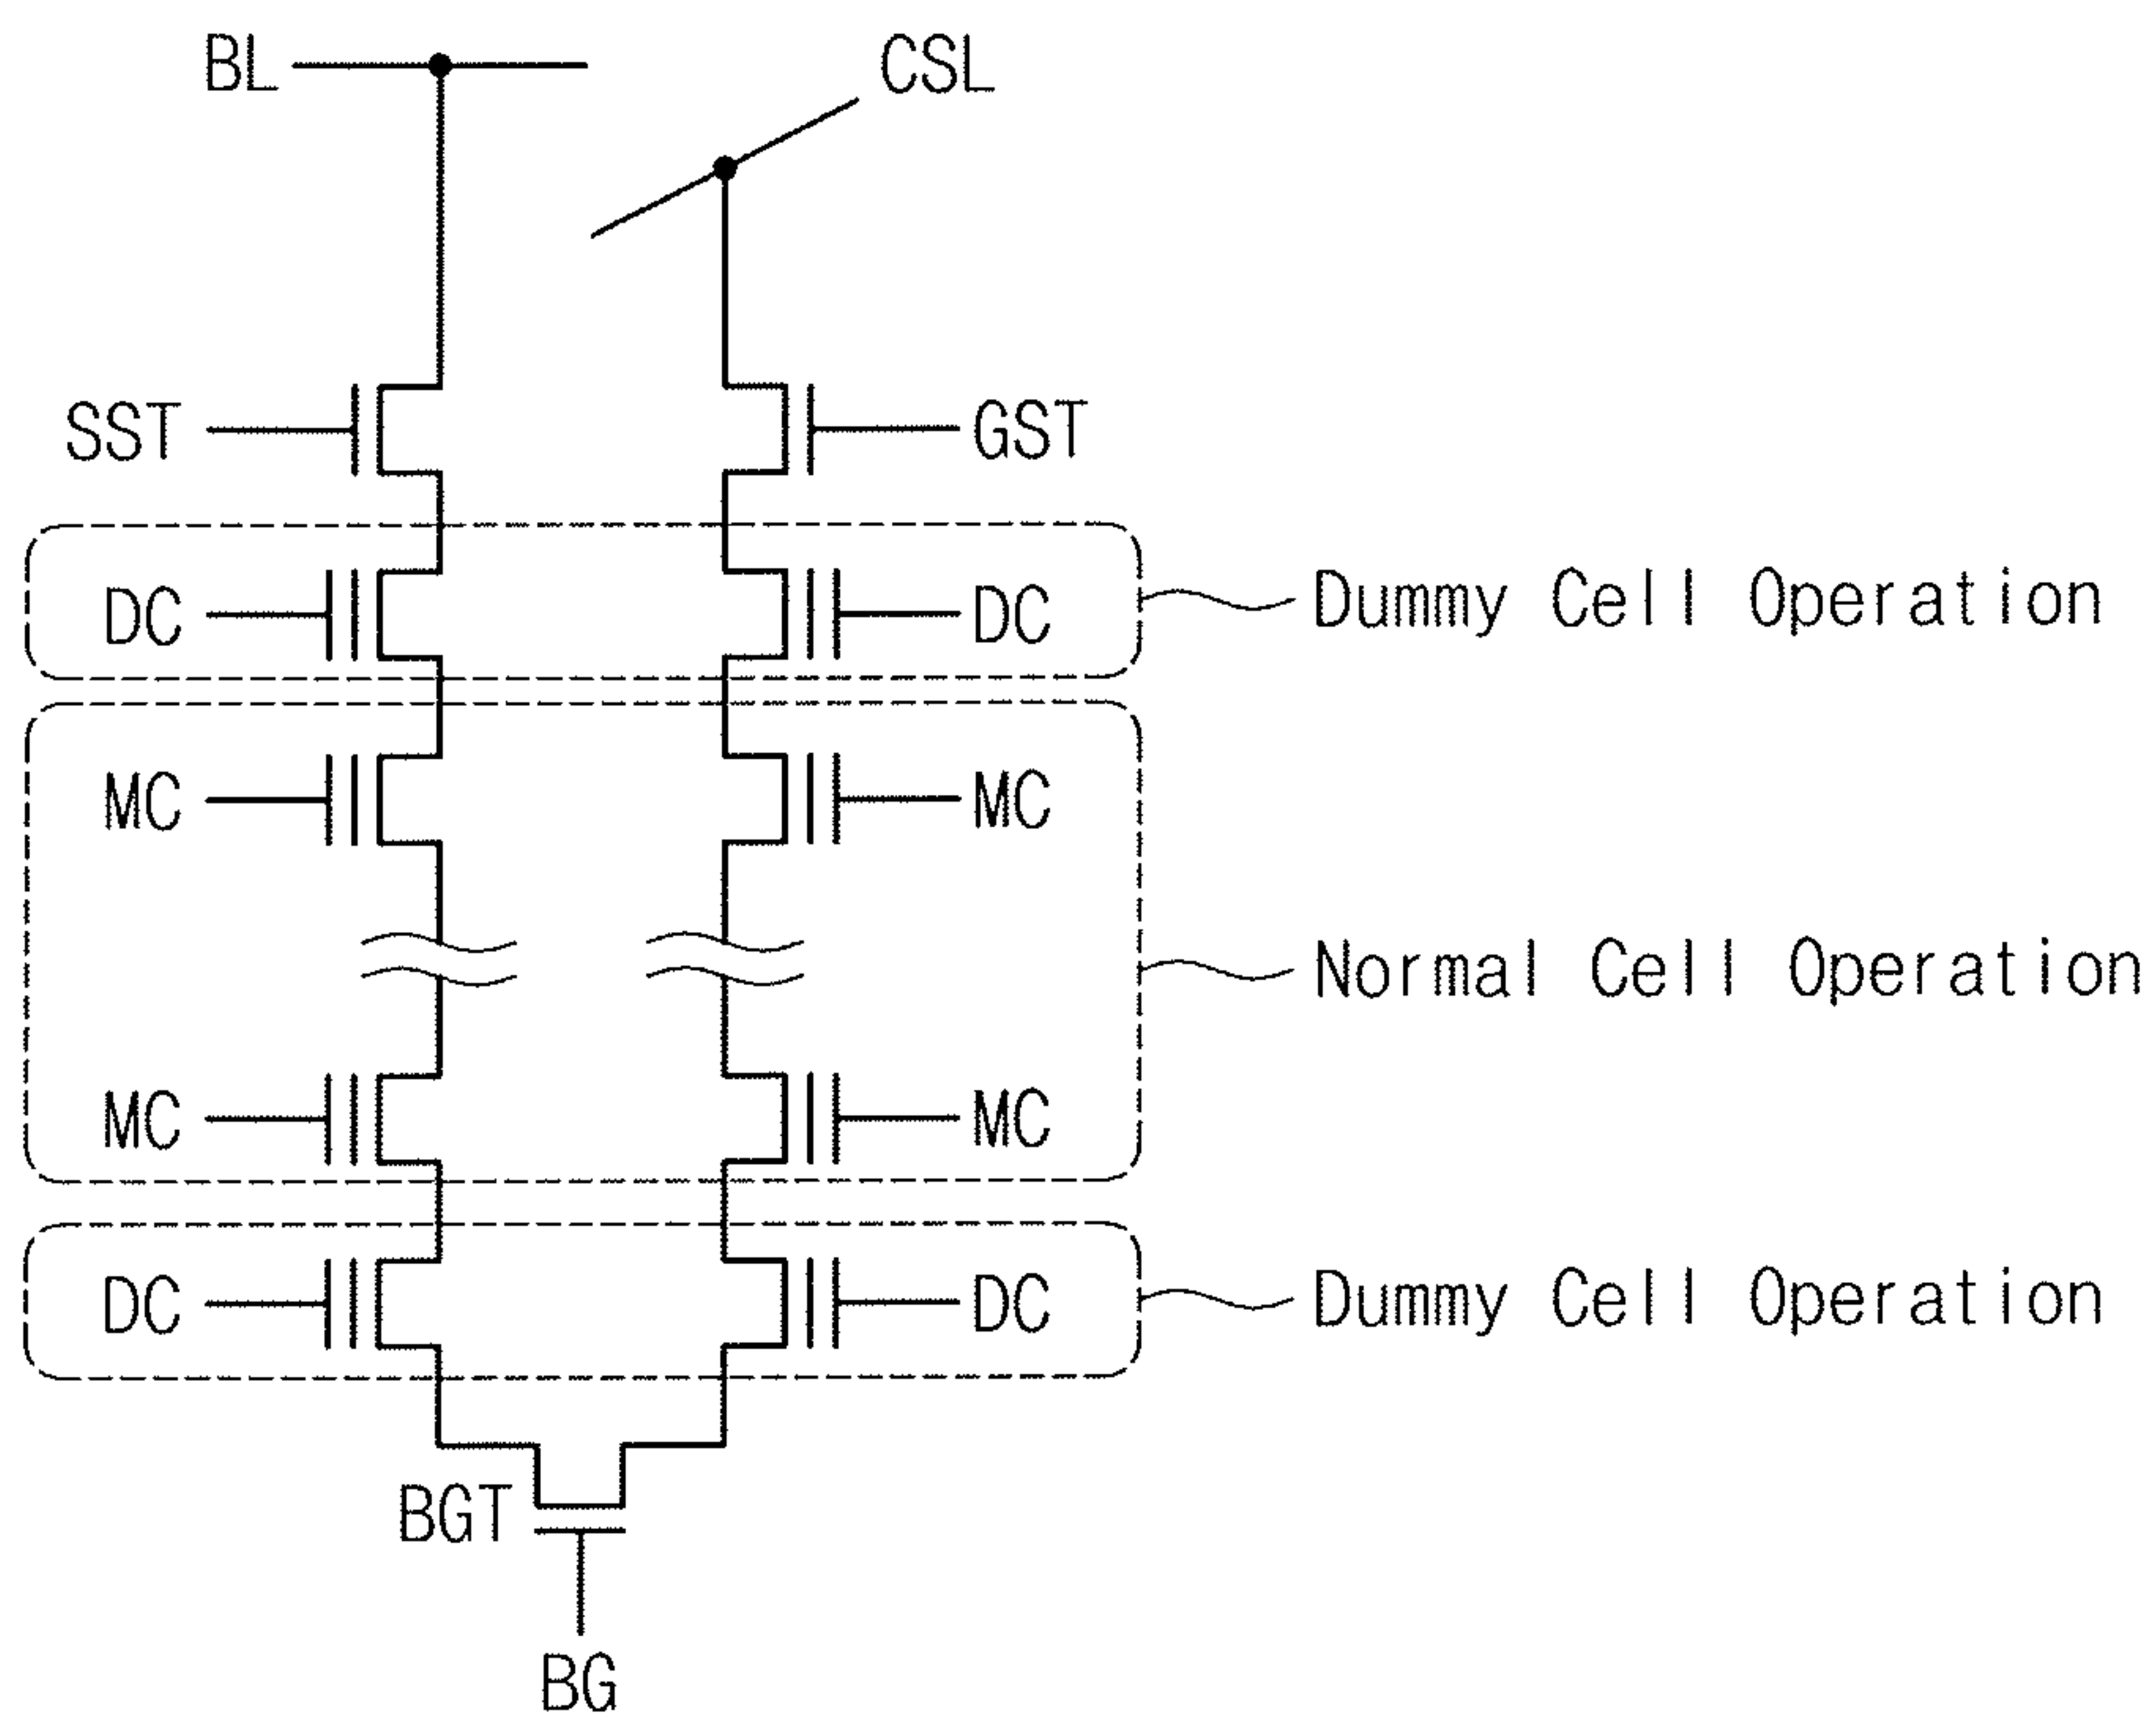 BL
CSL
SST
GST
DC
DC
Dummy Cell Operation
MC
MC
Normal Cell Operation
MC
MC
DC
DC
Dummy Cell Operation
BGT
BG